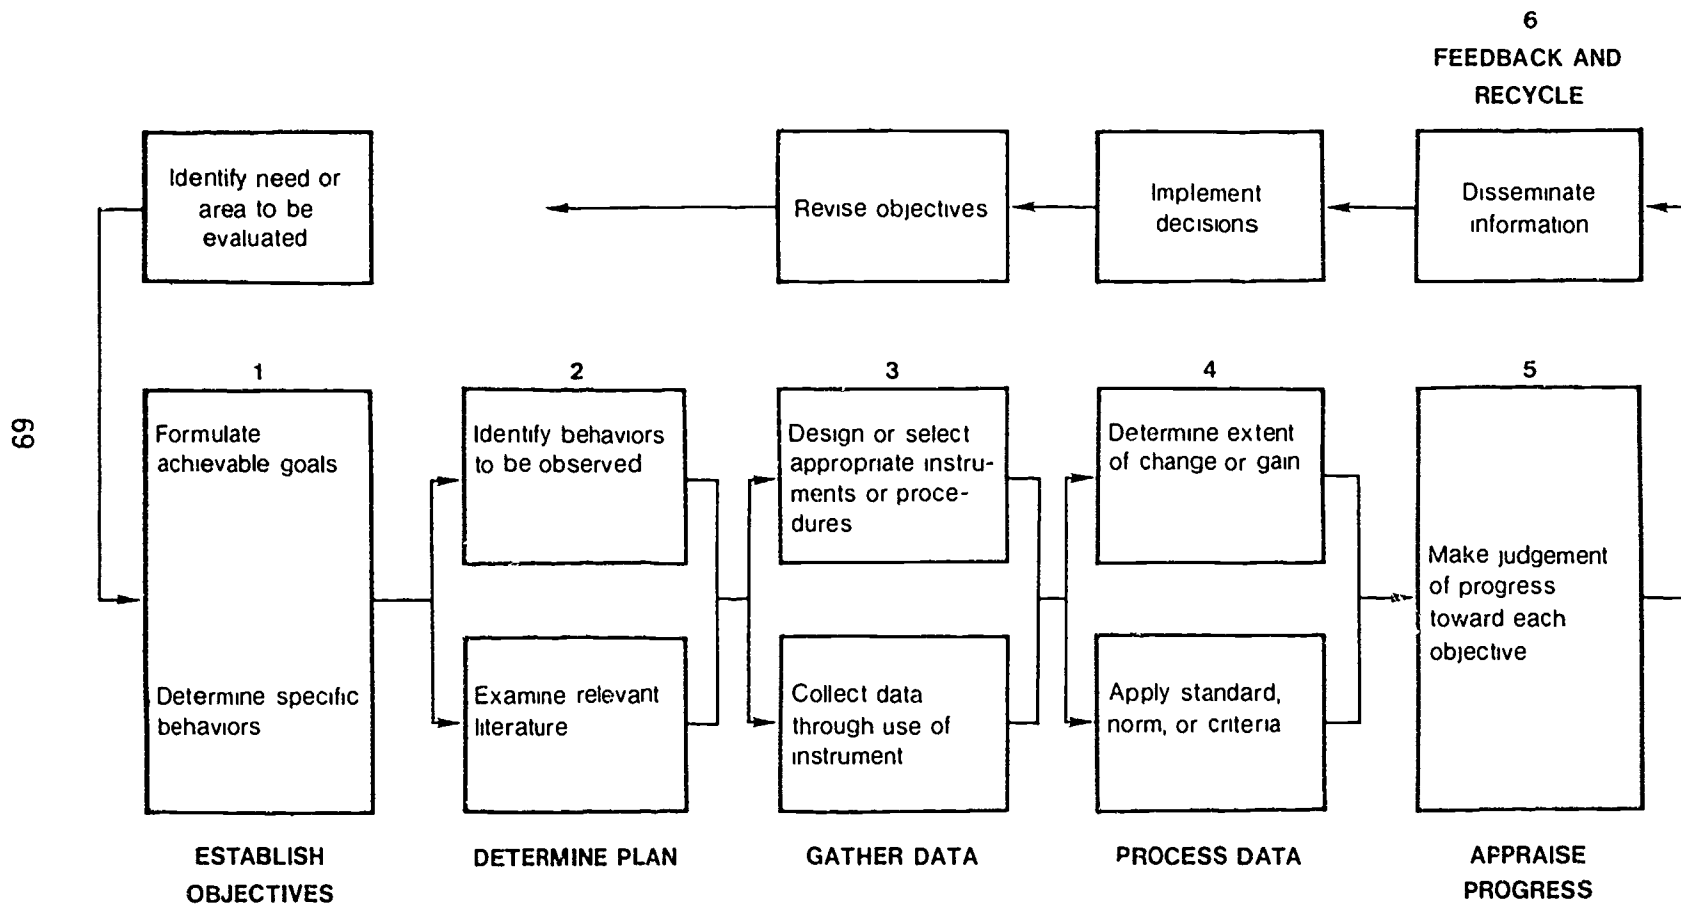 6
FEEDBACK AND
RECYCLE
Identify need or
area to be
evaluated
Revise objectives
Implement
decisions
Disseminate
information
69
1
Formulate
achievable goals
Determine specific
behaviors
ESTABLISH
OBJECTIVES
2
Identify behaviors
to be observed
Examine relevant
literature
DETERMINE PLAN
3
Design or select
appropriate instru-
ments or proce-
dures
Collect data
through use of
instrument
GATHER DATA
4
Determine extent
of change or gain
Apply standard,
norm, or criteria
PROCESS DATA
5
Make judgement
of progress
toward each
objective
APPRAISE
PROGRESS